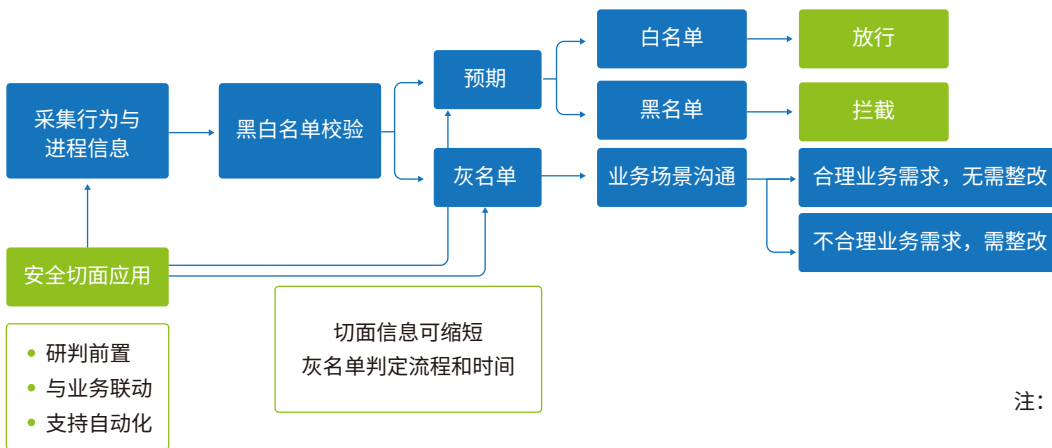 白名单
放行
预期
采集行为与
进程信息
黑白名单校验
黑名单
拦截
灰名单
业务场景沟通
合理业务需求，无需整改
不合理业务需求，需整改
安全切面应用
切面信息可缩短
灰名单判定流程和时间
• 研判前置
• 与业务联动
• 支持自动化
注：